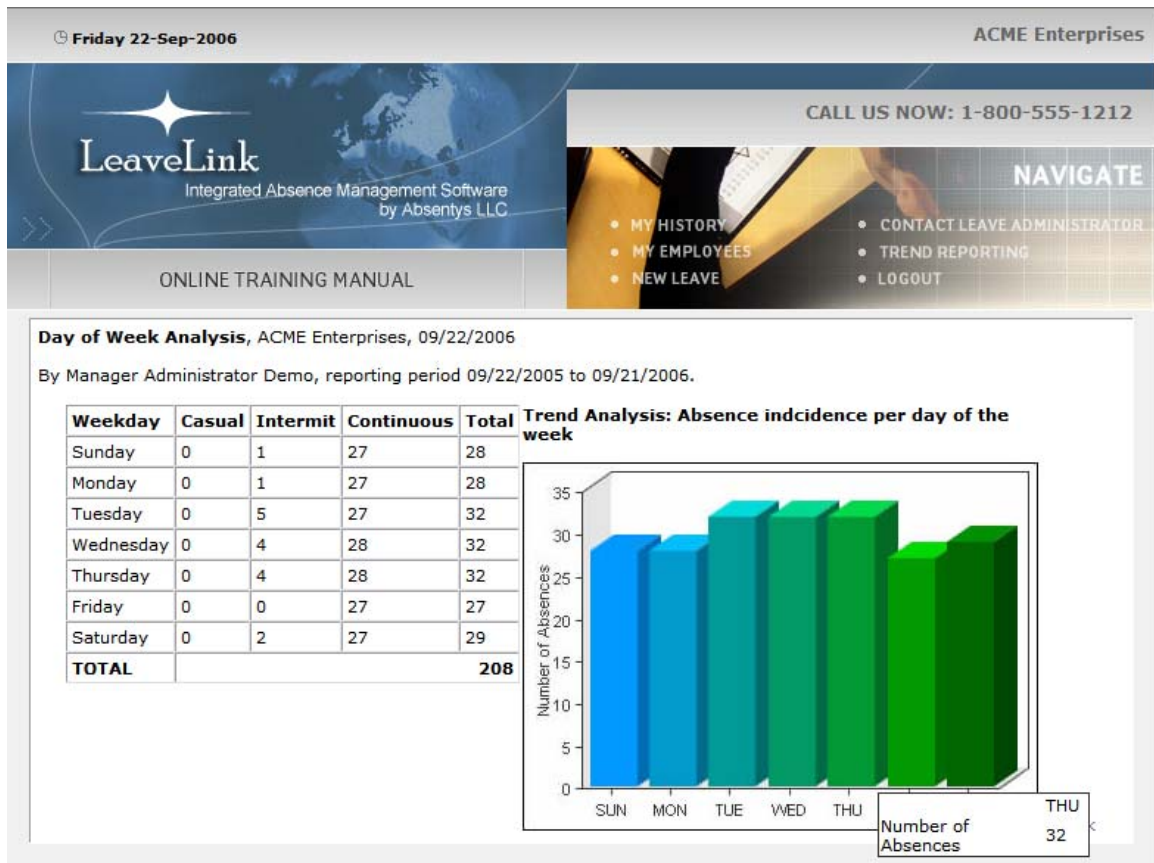 Friday 22-Sep-2006
ACME Enterprises
CALL US NOW: 1-800-555-1212
LeaveLink
Integrated Absence Management Software
by Absentys LLC
NAVIGATE
MY HISTORY
CONTACT LEAVE ADMINISTRATOR
MY EMPLOYEES
TREND REPORTING
NEW LEAVE
LOGOUT
ONLINE TRAINING MANUAL
Day of Week Analysis, ACME Enterprises, 09/22/2006
By Manager Administrator Demo, reporting period 09/22/2005 to 09/21/2006.
Weekday Casual Intermit Continuous Total
Sunday 0 1 27 28
Monday 0 1 27 28
Tuesday 0 5 27 32
Wednesday 0 4 28 32
Thursday 0 4 28 32
Friday 0 0 27 27
Saturday 0 2 27 29
TOTAL 208
Trend Analysis: Absence indcidence per day of the
week
Number of Absences
35
30
25
20
15
10
5
0
SUN MON TUE WED THU
THU
Number of
Absences
32